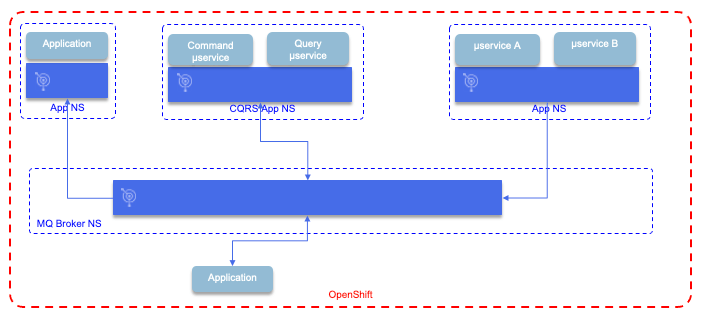 Application
Command
µservice
Query
µservice
µservice A
µservice B
App NS
CQRS App NS
App NS
MQ Broker NS
Application
OpenShift